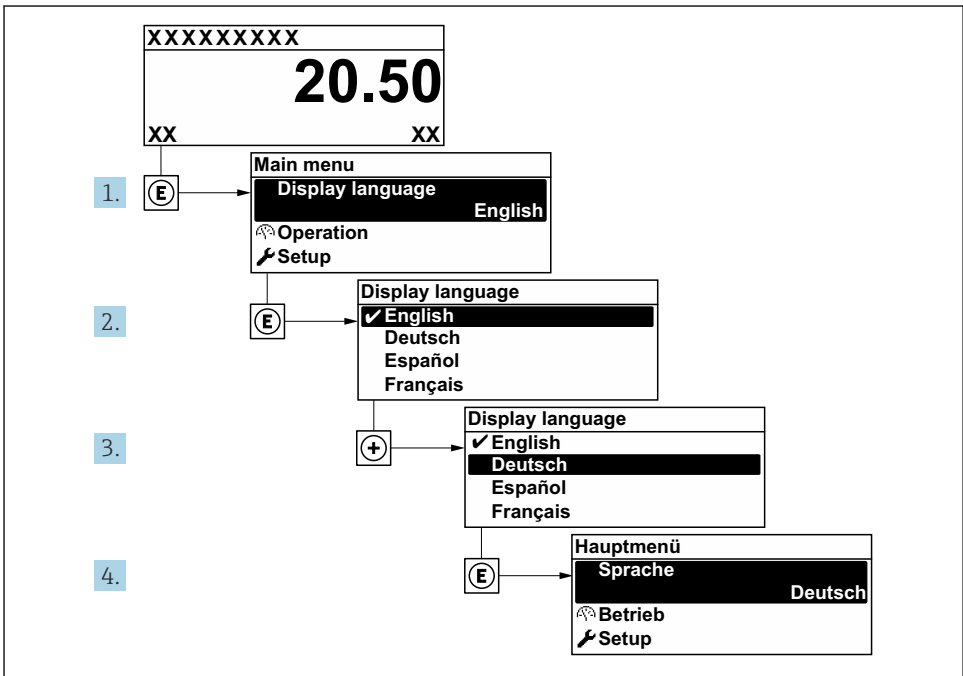 XXXXXXXXX
20.50
XX XX
1. E
Main menu
Display language
English
Operation
Setup
2. E
Display language
✔ English
Deutsch
Español
Français
3. +
Display language
✔ English
Deutsch
Español
Français
4. E
Hauptmenü
Sprache
Deutsch
Betrieb
Setup